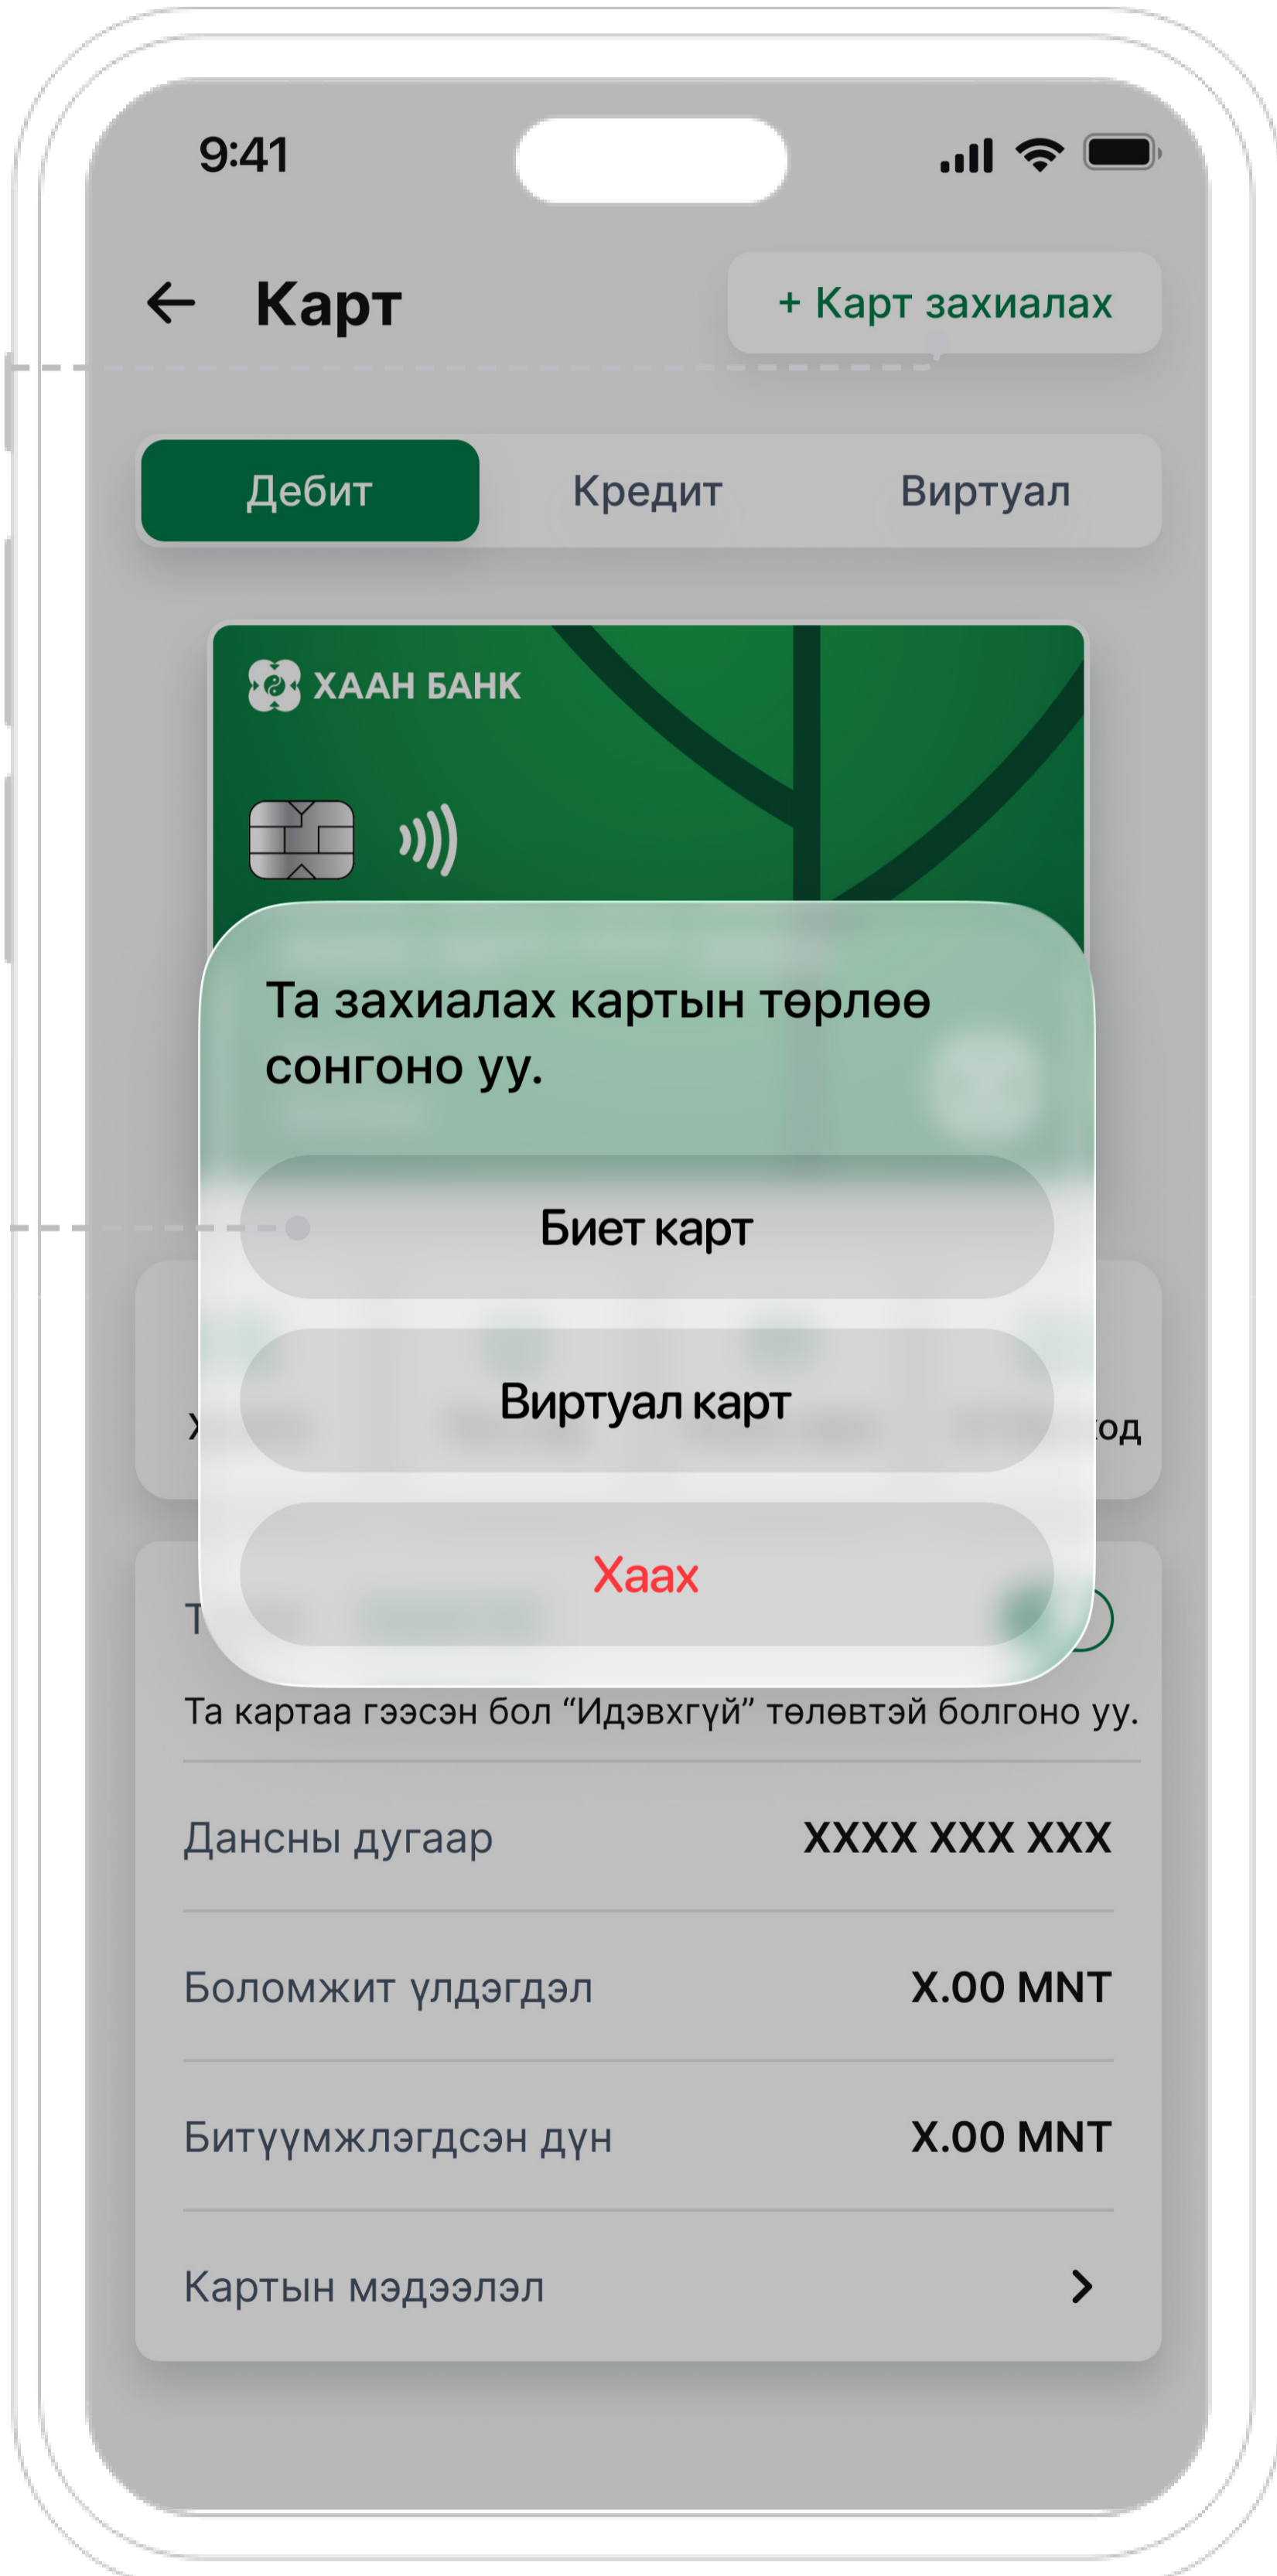 9:41
Карт
+ Карт захиалах
Дебит
Кредит
Виртуал
ХААН БАНК
Та захиалах картын төрлөө
сонгоно уу.
Биет карт
Виртуал карт
Хаах
Та картаа гээсэн бол “Идэвхгүй” төлөвтэй болгоно уу.
Дансны дугаар
XXXX XXX XXX
Боломжит үлдэгдэл
X.00 MNT
Битүүмжлэгдсэн дүн
X.00 MNT
Картын мэдээлэл